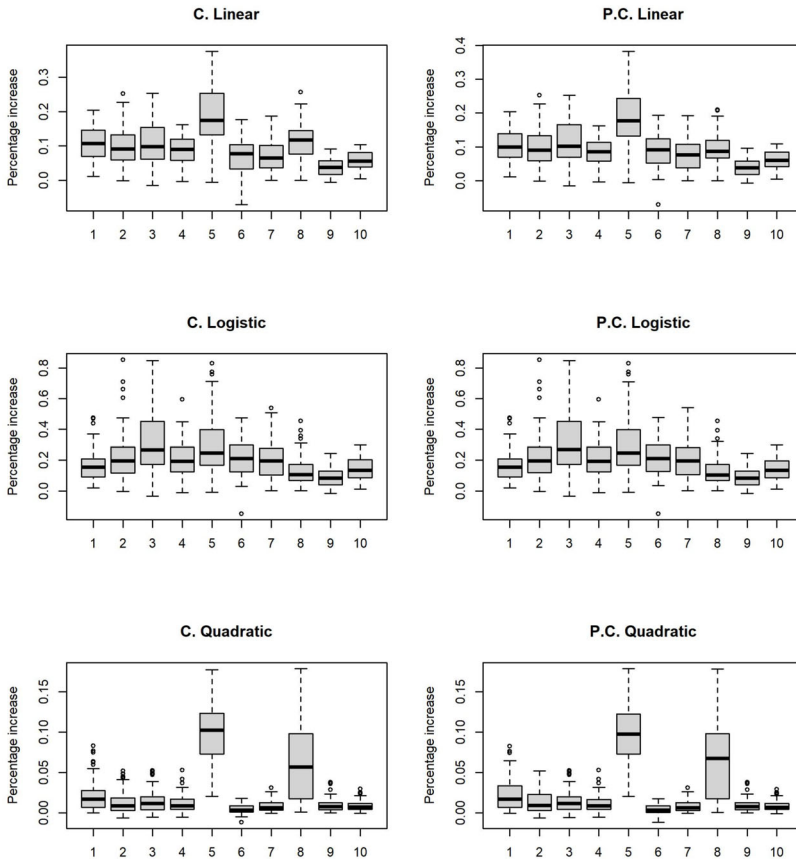 C. Linear
Percentage increase
0.0 0.1 0.2 0.3
1 2 3 4 5 6 7 8 9 10
P.C. Linear
Percentage increase
0.0 0.1 0.2 0.3 0.4
1 2 3 4 5 6 7 8 9 10
C. Logistic
Percentage increase
0.0 0.2 0.4 0.6 0.8
1 2 3 4 5 6 7 8 9 10
P.C. Logistic
Percentage increase
0.0 0.2 0.4 0.6 0.8
1 2 3 4 5 6 7 8 9 10
C. Quadratic
Percentage increase
0.00 0.05 0.10 0.15
1 2 3 4 5 6 7 8 9 10
P.C. Quadratic
Percentage increase
0.00 0.05 0.10 0.15
1 2 3 4 5 6 7 8 9 10